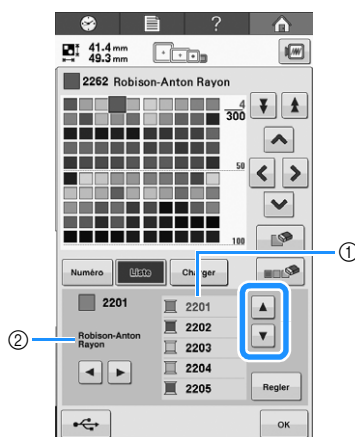 ?
41.4 mm
49.3 mm
2262 Robison-Anton Rayon
4
300
50
100
Numéro Liste Charger
①
2201
②
Robison-Anton
Rayon
2201
2202
2203
2204
2205
Regler
OK